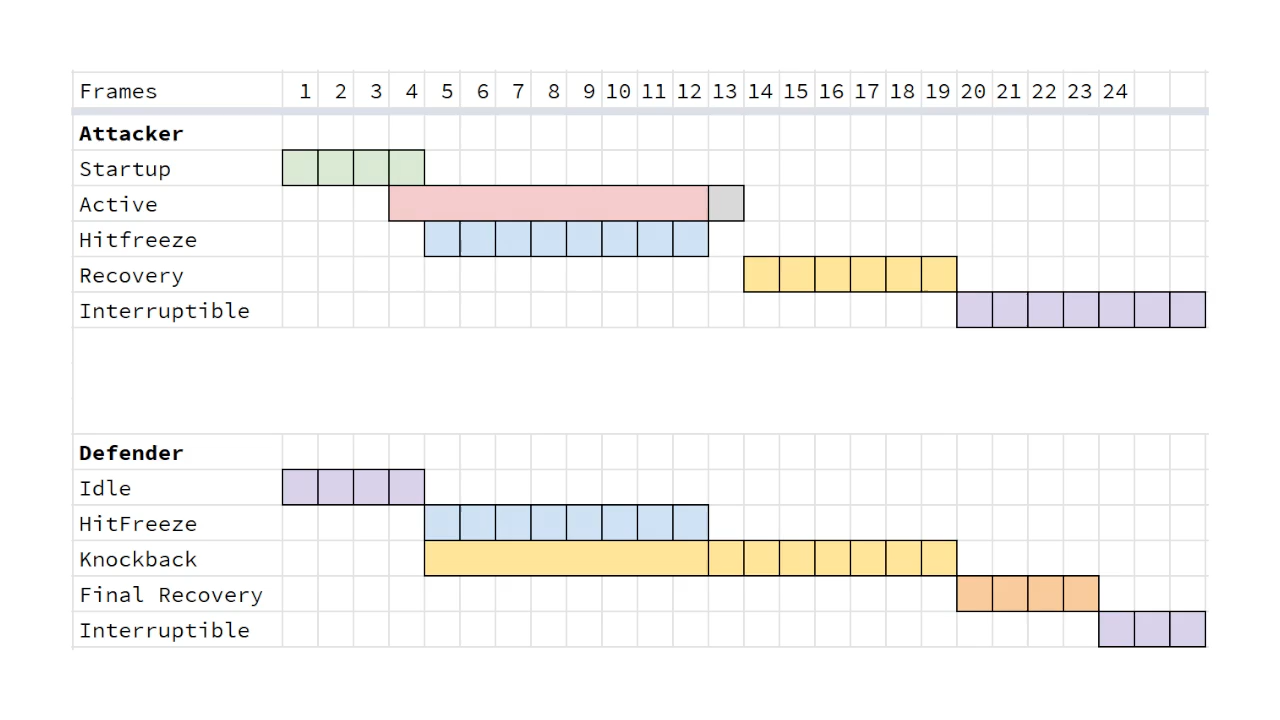 Frames 1 2 3 4 5 6 7 8 9 10 11 12 13 14 15 16 17 18 19 20 21 22 23 24
Attacker
Startup
Active
Hitfreeze
Recovery
Interruptible
Defender
Idle
HitFreeze
Knockback
Final Recovery
Interruptible